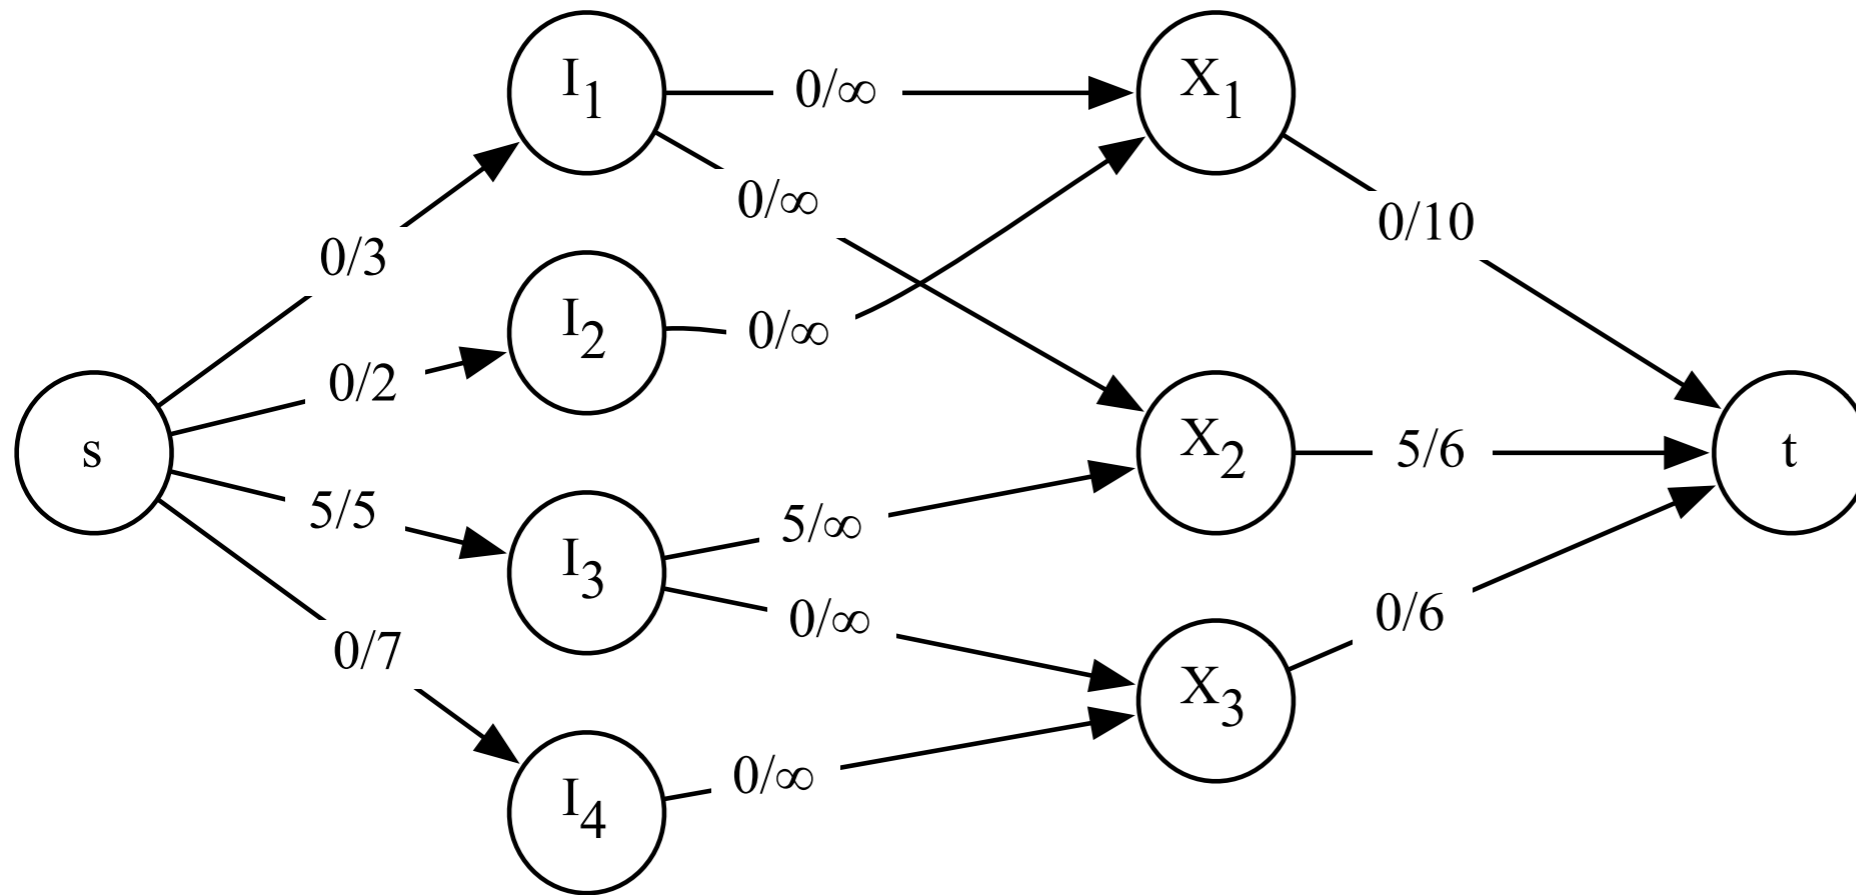 I₁
0/∞
X₁
0/∞
0/10
0/3
I₂
0/∞
0/2
s
X₂
5/6
t
5/5
I₃
5/∞
0/∞
0/6
0/7
X₃
0/∞
I₄